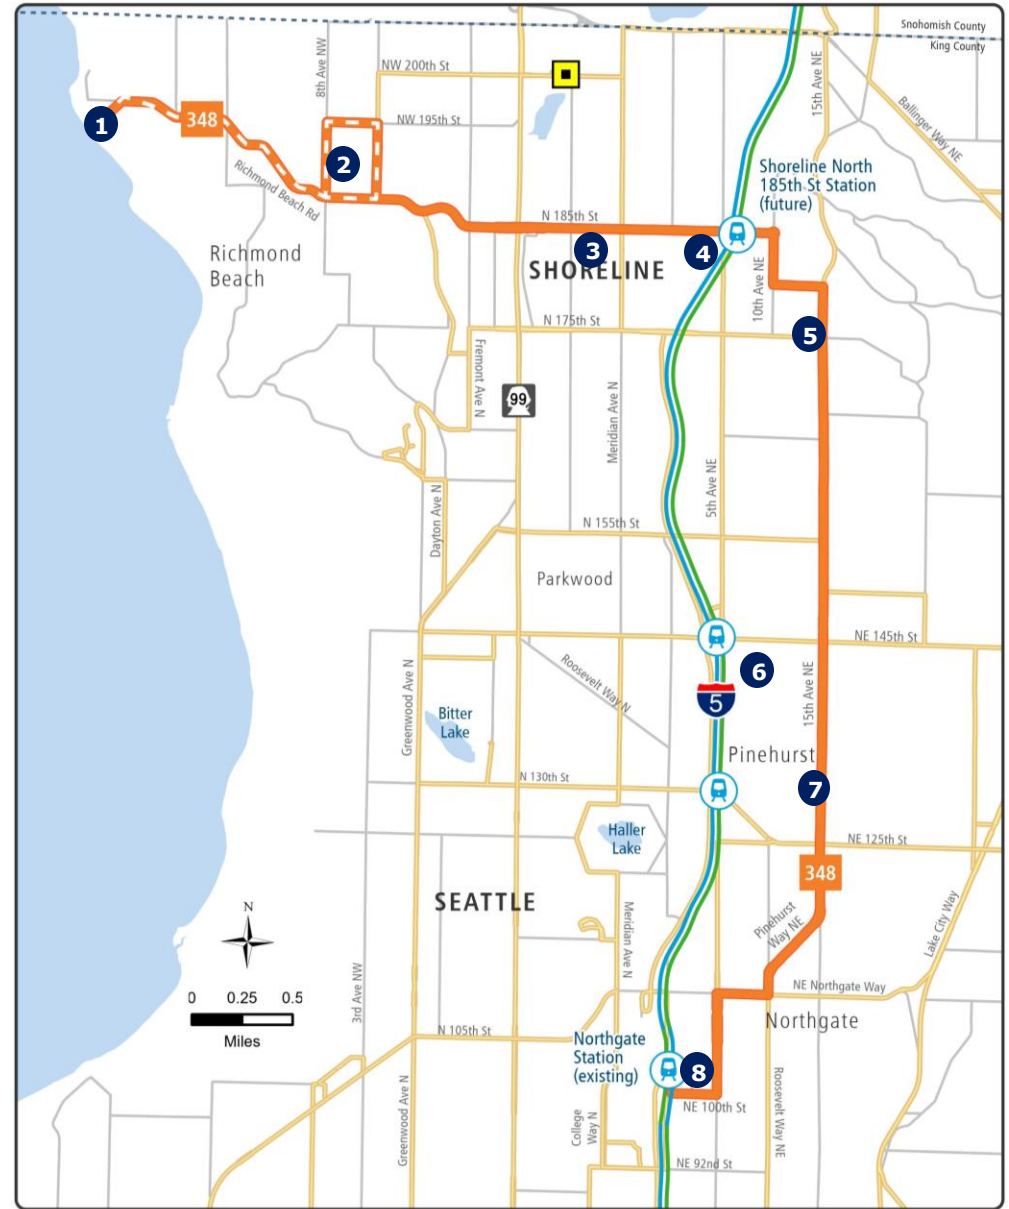 Snohomish County
King County
8th Ave NW
NW 200th St
15th Ave NE
Ballinger Way NE
1
348
NW 195th St
2
Richmond Beach Rd
Shoreline North
185th St Station
(future)
N 185th St
3
4
Richmond
Beach
SHORELINE
10th Ave NE
N 175th St
5
Fremont Ave N
99
Meridian Ave N
5th Ave NE
Dayton Ave N
N 155th St
Parkwood
NE 145th St
Roosevelt Way N
6
5
15th Ave NE
Greenwood Ave N
Bitter
Lake
Pinehurst
N 130th St
7
Haller
Lake
NE 125th St
348
SEATTLE
N
Meridian Ave N
Pinehurst
Way NE
Lake City Way
3rd Ave NW
0 0.25 0.5
Miles
NE Northgate Way
Northgate
N 105th St
Northgate
Station
(existing)
8
NE 100th St
Greenwood Ave N
College
Way N
Roosevelt Way NE
NE 92nd St